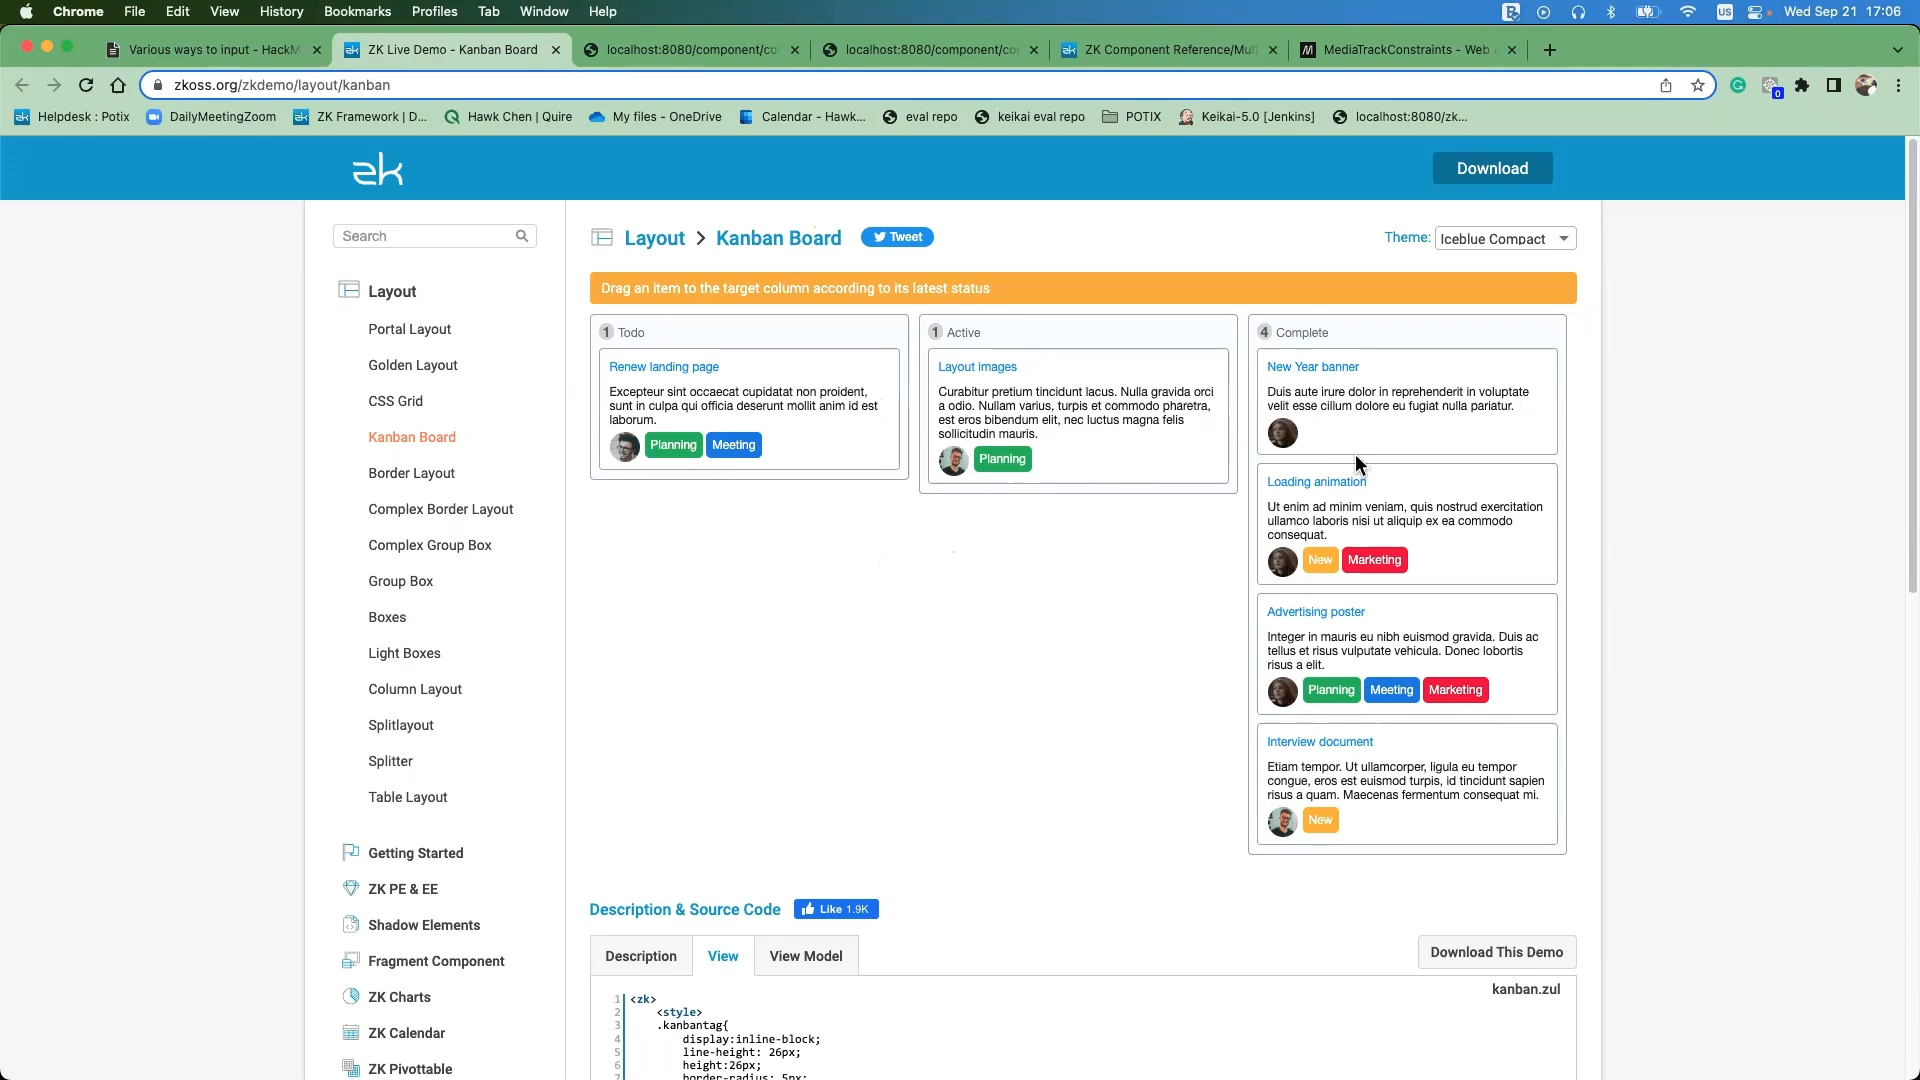 Chrome File Edit View History Bookmarks Profiles Tab Window Help US Wed Sep 21 17:06
Various ways to input - HackM ZK Live Demo - Kanban Board localhost:8080/component/co localhost:8080/component/co ZK Component Reference/Mult MediaTrackConstraints - Web
zkoss.org/zkdemo/layout/kanban 0
Helpdesk : Potix DailyMeetingZoom ZK Framework | D... Hawk Chen | Quire My files - OneDrive Calendar - Hawk... eval repo keikai eval repo POTIX Keikai-5.0 [Jenkins] localhost:8080/zk...
zk Download
Search
Layout
Portal Layout
Golden Layout
CSS Grid
Kanban Board
Border Layout
Complex Border Layout
Complex Group Box
Group Box
Boxes
Light Boxes
Column Layout
Splitlayout
Splitter
Table Layout
Getting Started
ZK PE & EE
Shadow Elements
Fragment Component
ZK Charts
ZK Calendar
ZK Pivottable
Layout > Kanban Board Tweet Theme: Iceblue Compact
Drag an item to the target column according to its latest status
1 Todo
Renew landing page
Excepteur sint occaecat cupidatat non proident,
sunt in culpa qui officia deserunt mollit anim id est
laborum.
Planning Meeting
1 Active
Layout images
Curabitur pretium tincidunt lacus. Nulla gravida orci
a odio. Nullam varius, turpis et commodo pharetra,
est eros bibendum elit, nec luctus magna felis
sollicitudin mauris.
Planning
4 Complete
New Year banner
Duis aute irure dolor in reprehenderit in voluptate
velit esse cillum dolore eu fugiat nulla pariatur.
Loading animation
Ut enim ad minim veniam, quis nostrud exercitation
ullamco laboris nisi ut aliquip ex ea commodo
consequat.
New Marketing
Advertising poster
Integer in mauris eu nibh euismod gravida. Duis ac
tellus et risus vulputate vehicula. Donec lobortis
risus a elit.
Planning Meeting Marketing
Interview document
Etiam tempor. Ut ullamcorper, ligula eu tempor
congue, eros est euismod turpis, id tincidunt sapien
risus a quam. Maecenas fermentum consequat mi.
New
Description & Source Code Like 1.9K
Description View View Model Download This Demo
kanban.zul
1 <zk>
2 <style>
3 .kanbantag{
4 display:inline-block;
5 line-height: 26px;
6 height:26px;
7 border-radius: 5px;